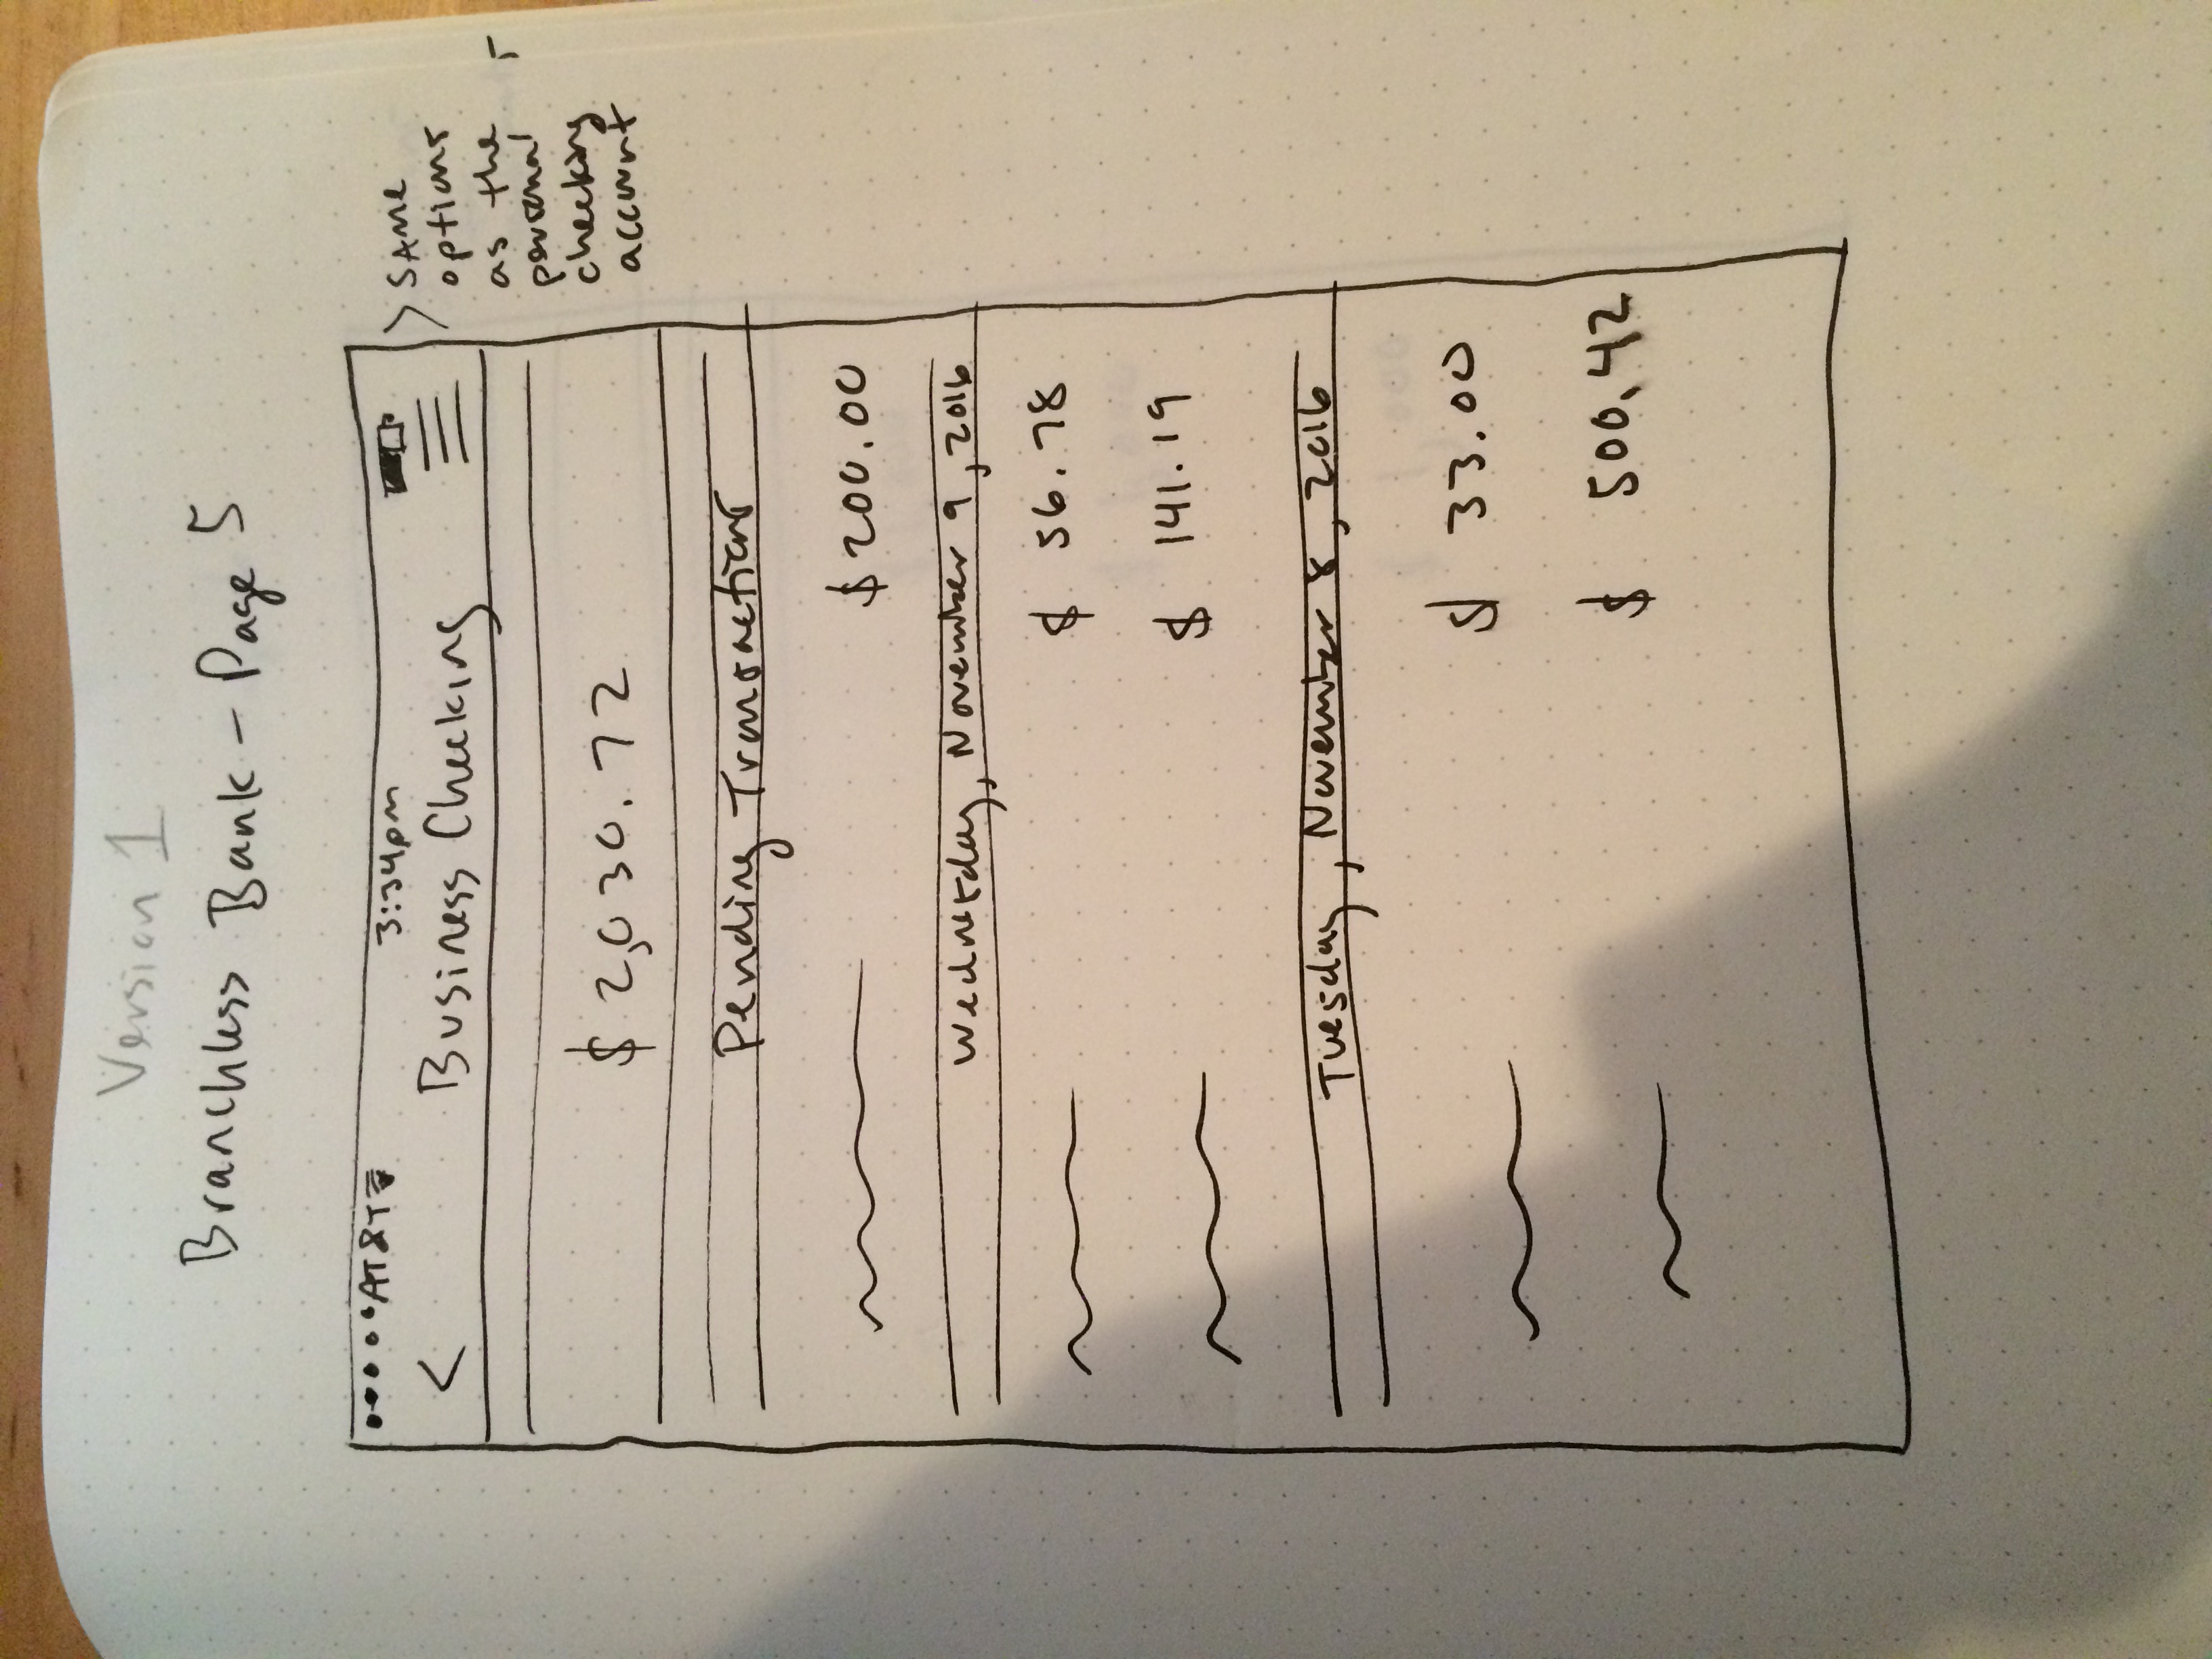 Version 1
Branchless Bank - Page 5
AT&T 3:34pm
< Business Checking
SAME
options
as the
personal
checking
account
$ 2,030.72
Pending Transactions
$200.00
Wednesday, November 9, 2016
$ 56.78
$ 141.19
Tuesday, November 8, 2016
$ 33.00
$ 500.42